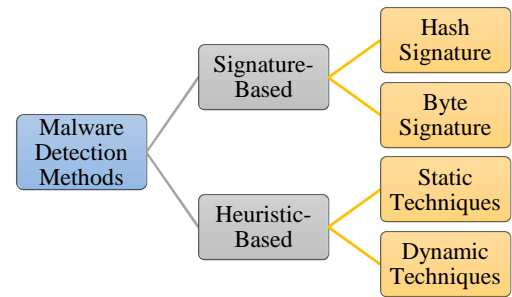 Malware
Detection
Methods
Signature-
Based
Hash
Signature
Byte
Signature
Heuristic-
Based
Static
Techniques
Dynamic
Techniques